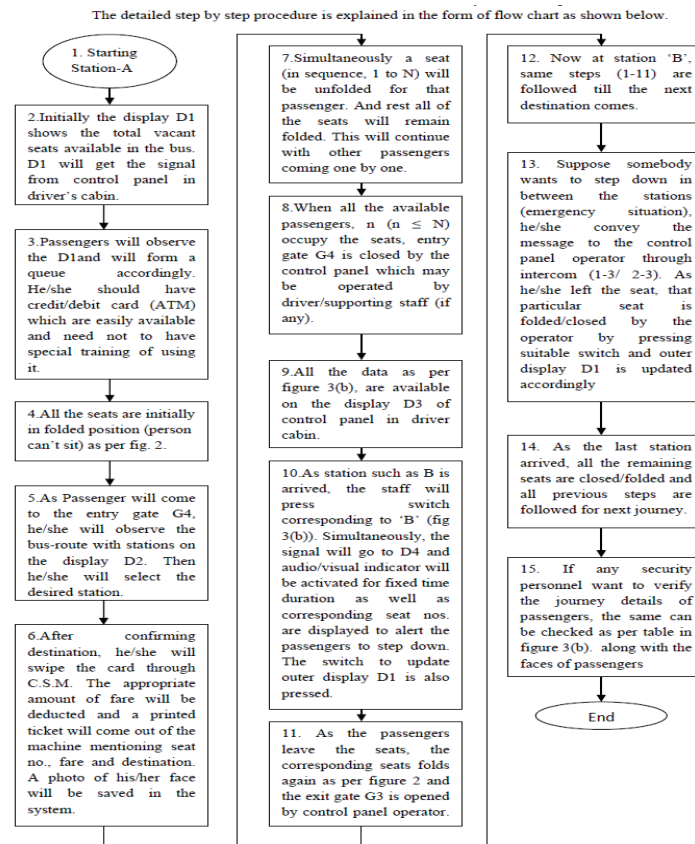 The detailed step by step procedure is explained in the form of flow chart as shown below.
1. Starting
Station-A
2.Initially the display D1
shows the total vacant
seats available in the bus.
D1 will get the signal
from control panel in
driver's cabin.
3.Passengers will observe
the D1and will form a
queue accordingly.
He/she should have
credit/debit card (ATM)
which are easily available
and need not to have
special training of using
it.
4.All the seats are initially
in folded position (person
can't sit) as per fig. 2.
5.As Passenger will come
to the entry gate G4,
he/she will observe the
bus-route with stations on
the display D2. Then
he/she will select the
desired station.
6.After confirming
destination, he/she will
swipe the card through
C.S.M. The appropriate
amount of fare will be
deducted and a printed
ticket will come out of the
machine mentioning seat
no., fare and destination.
A photo of his/her face
will be saved in the
system.
7.Simultaneously a seat
(in sequence, 1 to N) will
be unfolded for that
passenger. And rest all of
the seats will remain
folded. This will continue
with other passengers
coming one by one.
8.When all the available
passengers, n (n ≤ N)
occupy the seats, entry
gate G4 is closed by the
control panel which may
be operated by
driver/supporting staff (if
any).
9.All the data as per
figure 3(b), are available
on the display D3 of
control panel in driver
cabin.
10.As station such as B is
arrived, the staff will
press switch
corresponding to 'B' (fig
3(b)). Simultaneously, the
signal will go to D4 and
audio/visual indicator will
be activated for fixed time
duration as well as
corresponding seat nos.
are displayed to alert the
passengers to step down.
The switch to update
outer display D1 is also
pressed.
11. As the passengers
leave the seats, the
corresponding seats folds
again as per figure 2 and
the exit gate G3 is opened
by control panel operator.
12. Now at station 'B',
same steps (1-11) are
followed till the next
destination comes.
13. Suppose somebody
wants to step down in
between the stations
(emergency situation),
he/she convey the
message to the control
panel operator through
intercom (1-3/ 2-3). As
he/she left the seat, that
particular seat is
folded/closed by the
operator by pressing
suitable switch and outer
display D1 is updated
accordingly
14. As the last station
arrived, all the remaining
seats are closed/folded and
all previous steps are
followed for next journey.
15. If any security
personnel want to verify
the journey details of
passengers, the same can
be checked as per table in
figure 3(b). along with the
faces of passengers
End